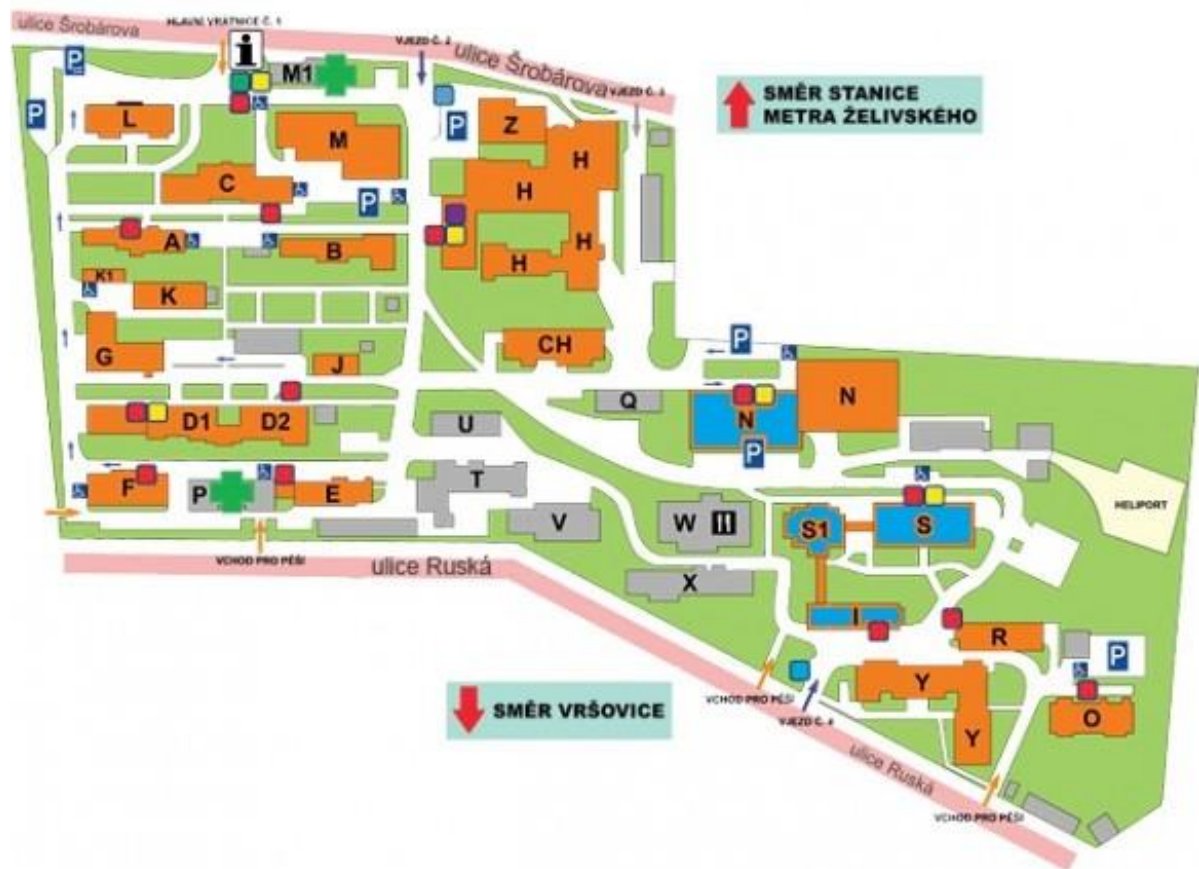 ulice Šrobárova
HLAVNÍ VRÁTNICE Č. 1
i
M1
VJEZD Č. 2
ulice Šrobárova
VJEZD Č. 3
SMĚR STANICE
METRA ŽELIVSKÉHO
P
P
L
M
P
Z
H
H
C
P
A
B
H
H
K1
K
G
J
CH
P
Q
N
N
P
D1
D2
U
F
P
E
T
V
W
S1
S
HELIPORT
VCHOD PRO PĚŠÍ
ulice Ruská
X
I
R
P
Y
Y
O
SMĚR VRŠOVICE
VCHOD PRO PĚŠÍ
VJEZD Č. 4
ulice Ruská
VCHOD PRO PĚŠÍ